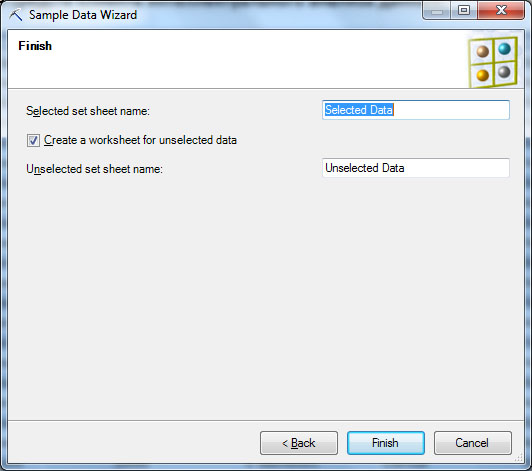 Sample Data Wizard
Finish
Selected set sheet name:
Selected Data
Create a worksheet for unselected data
Unselected set sheet name:
Unselected Data
< Back
Finish
Cancel